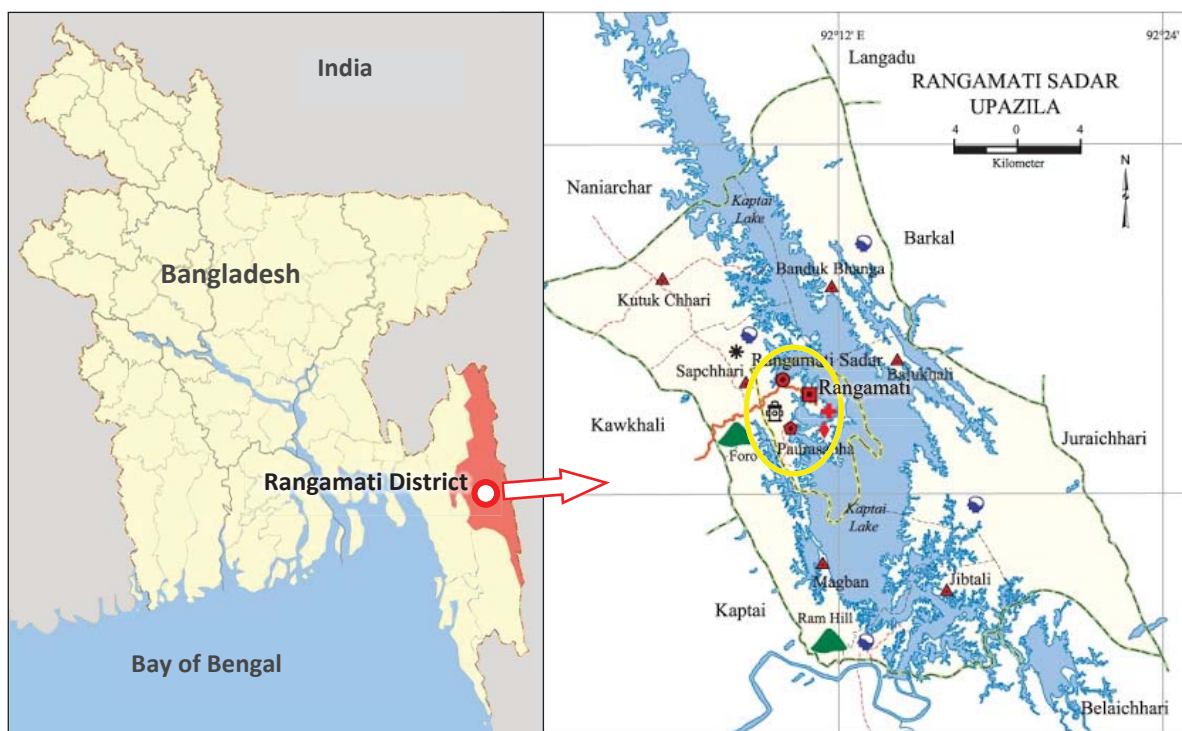 India
Bangladesh
Rangamati District
Bay of Bengal
92°12' E
92°24'
Langadu
RANGAMATI SADAR
UPAZILA
4 0 4
Kilometer
N
Naniarchar
Kaptai
Lake
Barkal
Banduk Bhanga
Kutuk Chhari
Rangamati Sadar
Sapchhari
Balukhali
Rangamati
Kawkhali
Foro
Paurasabha
Juraichhari
Kaptai
Lake
Magban
Jibtali
Kaptai
Ram Hill
Belaichhari